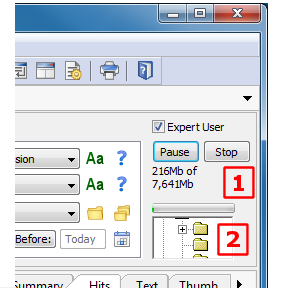 Expert User
sion
Aa ?
Pause
Stop
216Mb of
7,641Mb
1
Aa ?
2
Before:
Today
Summary
Hits
Text
Thumb